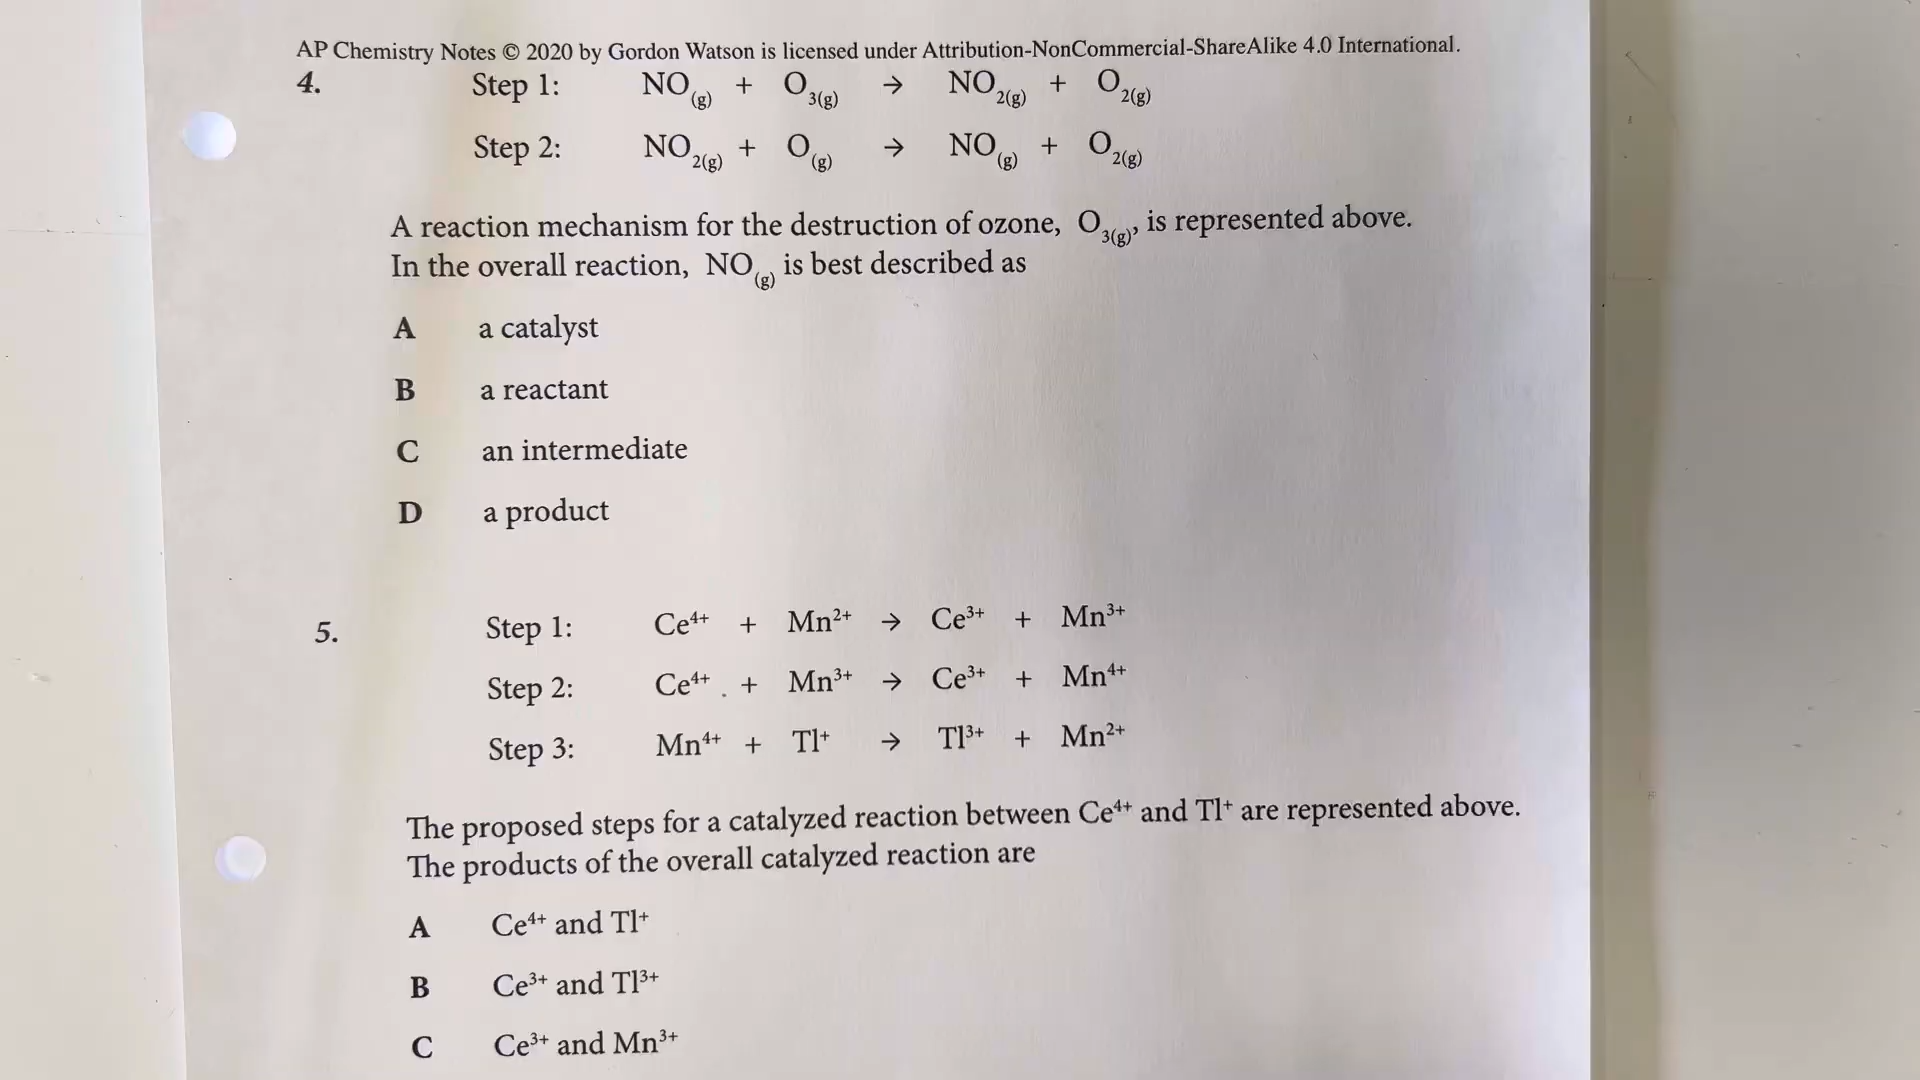 AP Chemistry Notes © 2020 by Gordon Watson is licensed under Attribution-NonCommercial-ShareAlike 4.0 International.
4. Step 1: NO(g) + O3(g) → NO2(g) + O2(g)
Step 2: NO2(g) + O(g) → NO(g) + O2(g)
A reaction mechanism for the destruction of ozone, O3(g), is represented above.
In the overall reaction, NO(g) is best described as
A a catalyst
B a reactant
C an intermediate
D a product
5. Step 1: Ce⁴⁺ + Mn²⁺ → Ce³⁺ + Mn³⁺
Step 2: Ce⁴⁺ + Mn³⁺ → Ce³⁺ + Mn⁴⁺
Step 3: Mn⁴⁺ + Tl⁺ → Tl³⁺ + Mn²⁺
The proposed steps for a catalyzed reaction between Ce⁴⁺ and Tl⁺ are represented above.
The products of the overall catalyzed reaction are
A Ce⁴⁺ and Tl⁺
B Ce³⁺ and Tl³⁺
C Ce³⁺ and Mn³⁺